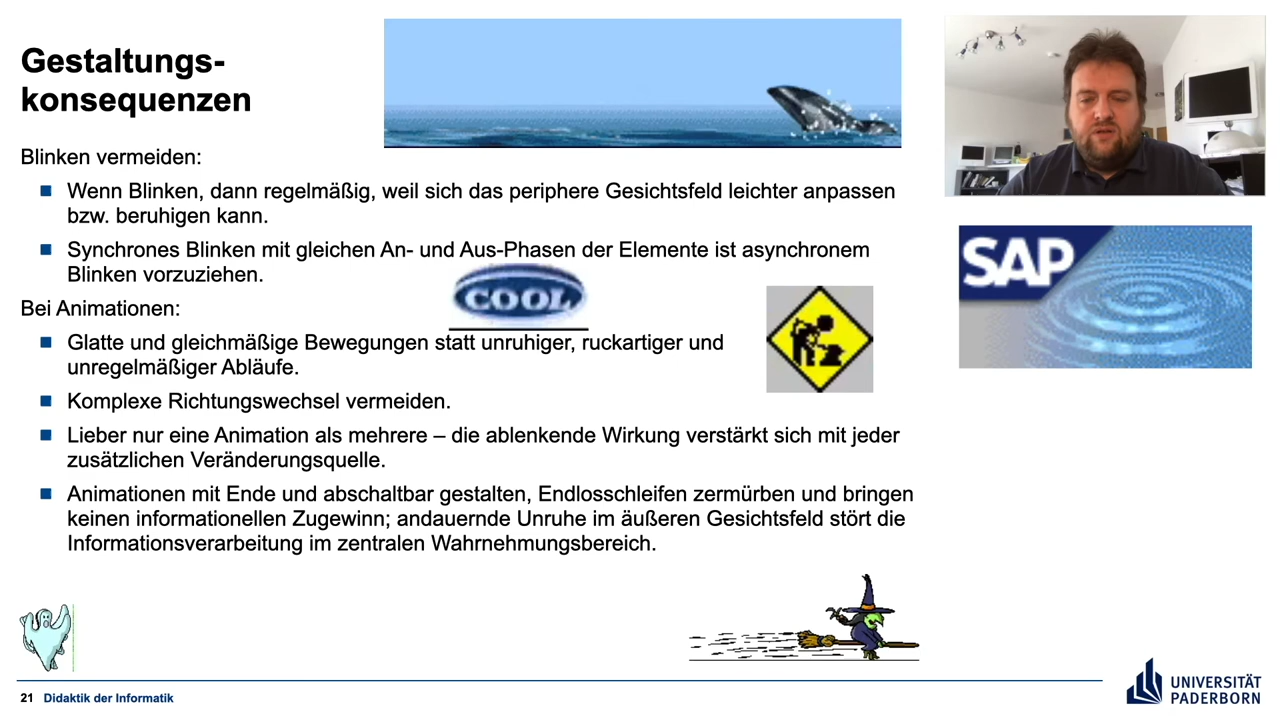 Gestaltungs-
konsequenzen
Blinken vermeiden:
Wenn Blinken, dann regelmäßig, weil sich das periphere Gesichtsfeld leichter anpassen
bzw. beruhigen kann.
Synchrones Blinken mit gleichen An- und Aus-Phasen der Elemente ist asynchronem
Blinken vorzuziehen.
COOL
SAP
Bei Animationen:
Glatte und gleichmäßige Bewegungen statt unruhiger, ruckartiger und
unregelmäßiger Abläufe.
Komplexe Richtungswechsel vermeiden.
Lieber nur eine Animation als mehrere – die ablenkende Wirkung verstärkt sich mit jeder
zusätzlichen Veränderungsquelle.
Animationen mit Ende und abschaltbar gestalten, Endlosschleifen zermürben und bringen
keinen informationellen Zugewinn; andauernde Unruhe im äußeren Gesichtsfeld stört die
Informationsverarbeitung im zentralen Wahrnehmungsbereich.
21 Didaktik der Informatik
UNIVERSITÄT
PADERBORN